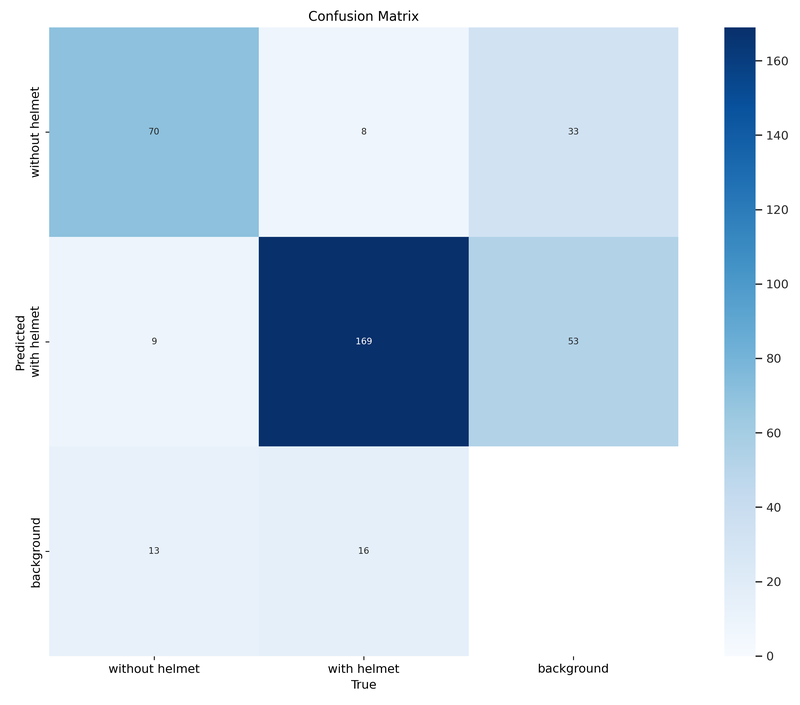 Confusion Matrix
without helmet
70
8
33
160
140
120
100
80
60
40
20
0
Predicted
with helmet
9
169
53
background
13
16
without helmet
with helmet
background
True